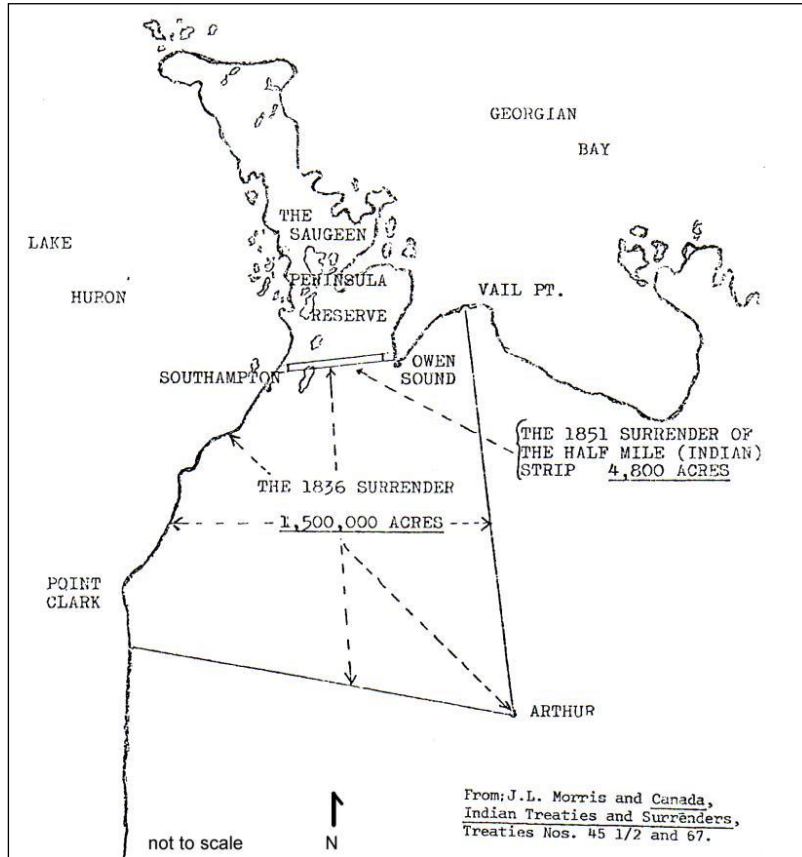 GEORGIAN
BAY
THE
SAUGEEN
PENINSULA
RESERVE
LAKE
HURON
VAIL PT.
SOUTHAMPTON
OWEN
SOUND
THE 1851 SURRENDER OF
THE HALF MILE (INDIAN)
STRIP 4,800 ACRES
THE 1836 SURRENDER
1,500,000 ACRES
POINT
CLARK
ARTHUR
From; J.L. Morris and Canada,
Indian Treaties and Surrenders,
Treaties Nos. 45 1/2 and 67.
not to scale
N